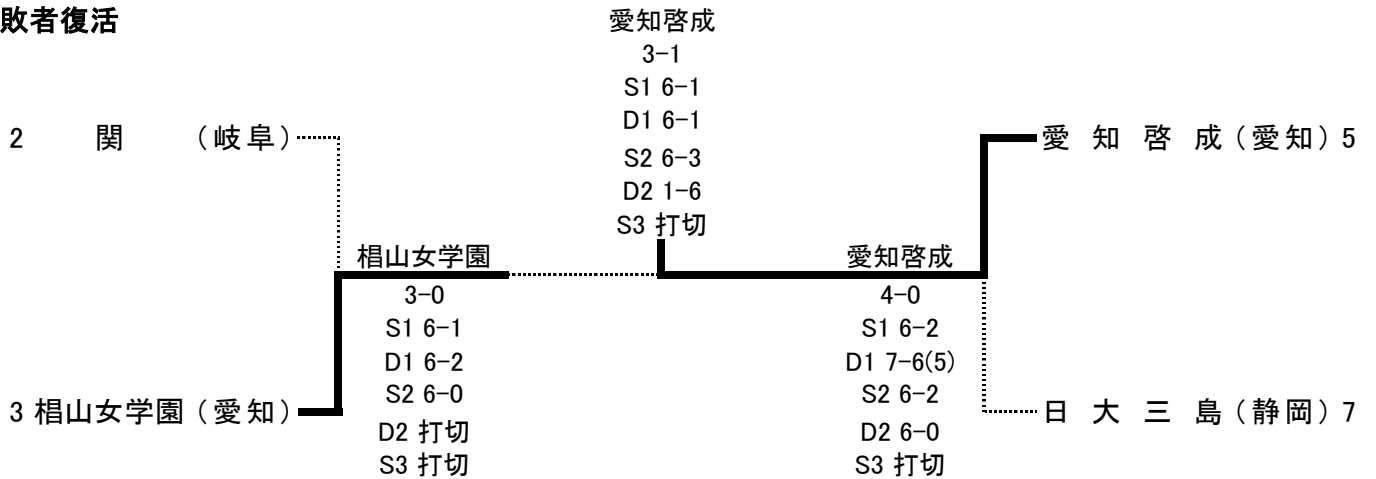 敗者復活
愛知啓成
3-1
S1 6-1
D1 6-1
S2 6-3
D2 1-6
S3 打切
2 関 (岐阜)
愛知啓成(愛知) 5
椙山女学園
3-0
S1 6-1
D1 6-2
S2 6-0
D2 打切
S3 打切
愛知啓成
4-0
S1 6-2
D1 7-6(5)
S2 6-2
D2 6-0
S3 打切
3 椙山女学園(愛知)
日大三島(静岡) 7